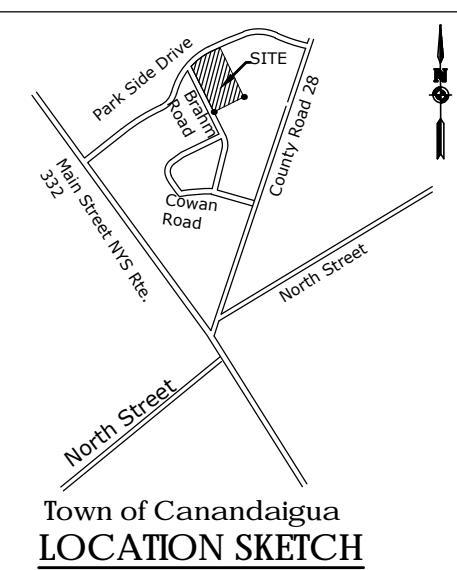 SITE
N
Park Side Drive
Brahm
Road
County Road 28
Main Street NYS Rte.
332
Cowan
Road
North Street
North Street
Town of Canandaigua
LOCATION SKETCH